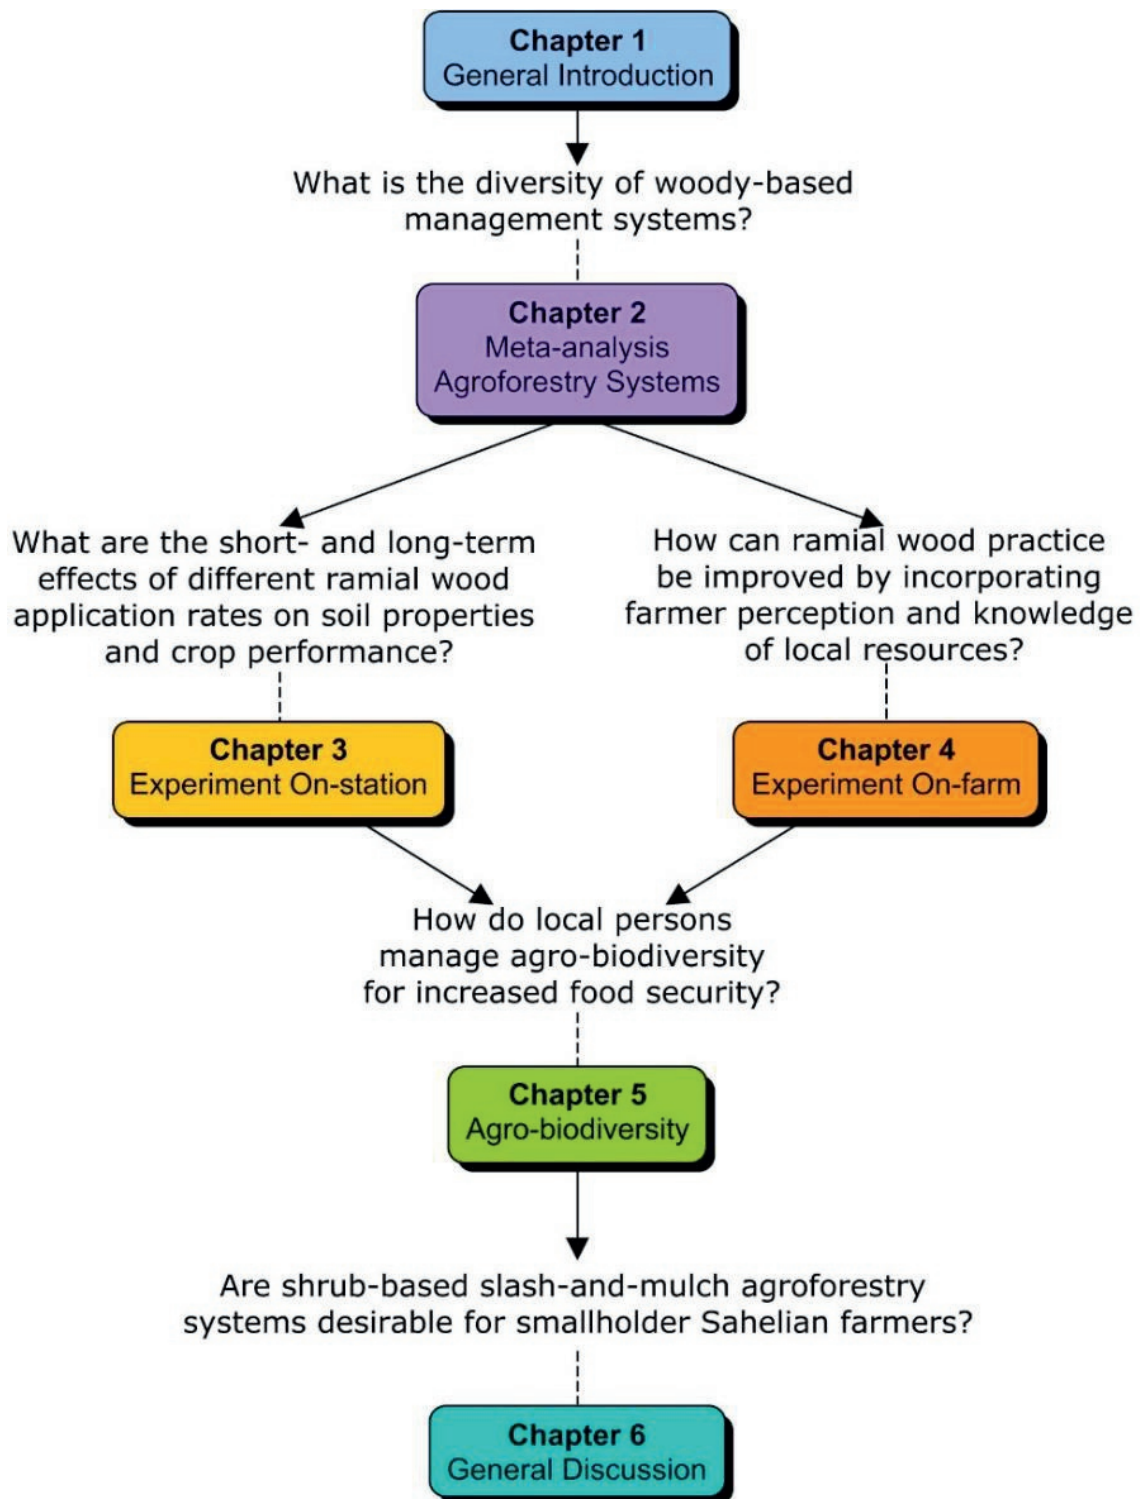 Chapter 1
General Introduction
What is the diversity of woody-based
management systems?
Chapter 2
Meta-analysis
Agroforestry Systems
What are the short- and long-term
effects of different ramial wood
application rates on soil properties
and crop performance?
How can ramial wood practice
be improved by incorporating
farmer perception and knowledge
of local resources?
Chapter 3
Experiment On-station
Chapter 4
Experiment On-farm
How do local persons
manage agro-biodiversity
for increased food security?
Chapter 5
Agro-biodiversity
Are shrub-based slash-and-mulch agroforestry
systems desirable for smallholder Sahelian farmers?
Chapter 6
General Discussion